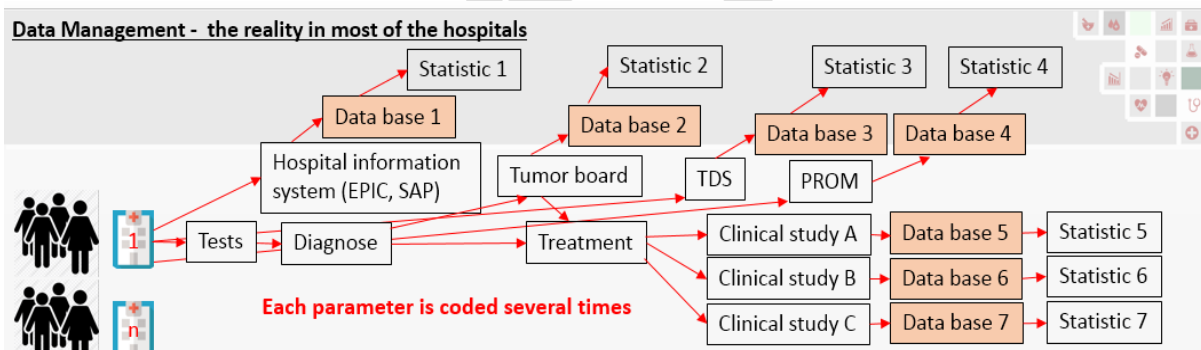 Data Management - the reality in most of the hospitals
Statistic 1
Statistic 2
Statistic 3
Statistic 4
Data base 1
Data base 2
Data base 3
Data base 4
Hospital information
system (EPIC, SAP)
Tumor board
TDS
PROM
1
Tests
Diagnose
Treatment
Clinical study A
Data base 5
Statistic 5
Clinical study B
Data base 6
Statistic 6
Each parameter is coded several times
n
Clinical study C
Data base 7
Statistic 7